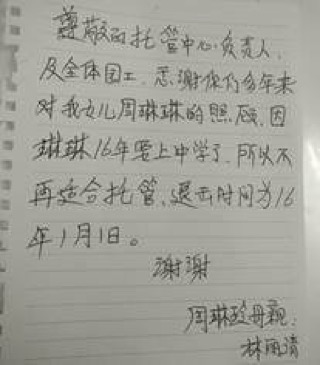 尊敬的托管中心负责人,
及全体园工.感谢你们多年来
对我女儿周琳琳的照顾,因
琳琳16年要上中学了.所以不
再适合托管,退出时间为16
年1月1日。
谢谢
周琳玲母亲:
林雨清